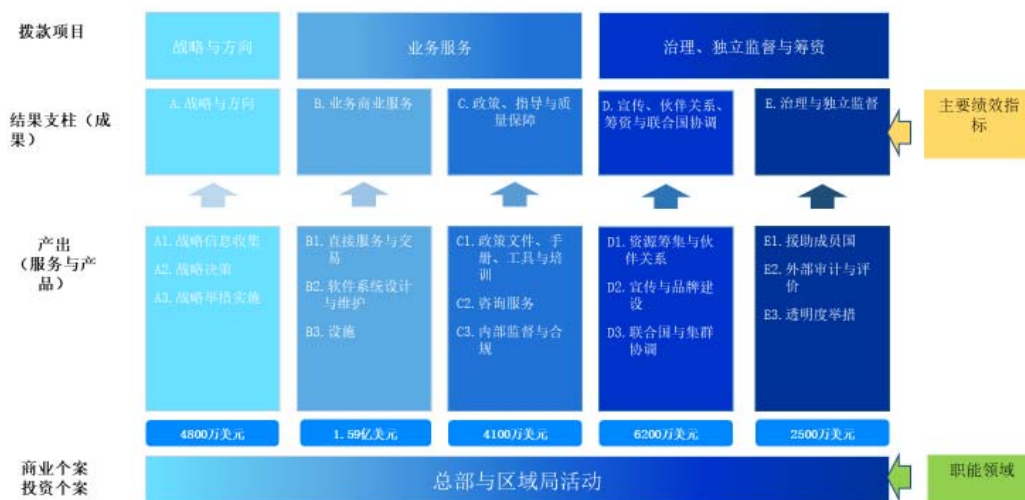 拨款项目
战略与方向
业务服务
治理、独立监督与筹资
结果支柱（成
果）
A.战略与方向
B.业务商业服务
C.政策、指导与质
量保障
D.宣传、伙伴关系、
筹资与联合国协调
E.治理与独立监督
主要绩效指
标
产出
（服务与产
品）
A1.战略信息收集
A2.战略决策
A3.战略举措实施
B1.直接服务与交
易
B2.软件系统设计
与维护
B3.设施
C1.政策文件、手
册、工具与培
训
C2.咨询服务
C3.内部监督与合
规
D1.资源筹集与伙
伴关系
D2.宣传与品牌建
设
D3.联合国与集群
协调
E1.援助成员国
E2.外部审计与评
价
E3.透明度举措
4800万美元
1.59亿美元
4100万美元
6200万美元
2500万美元
商业个案
投资个案
总部与区域局活动
职能领域